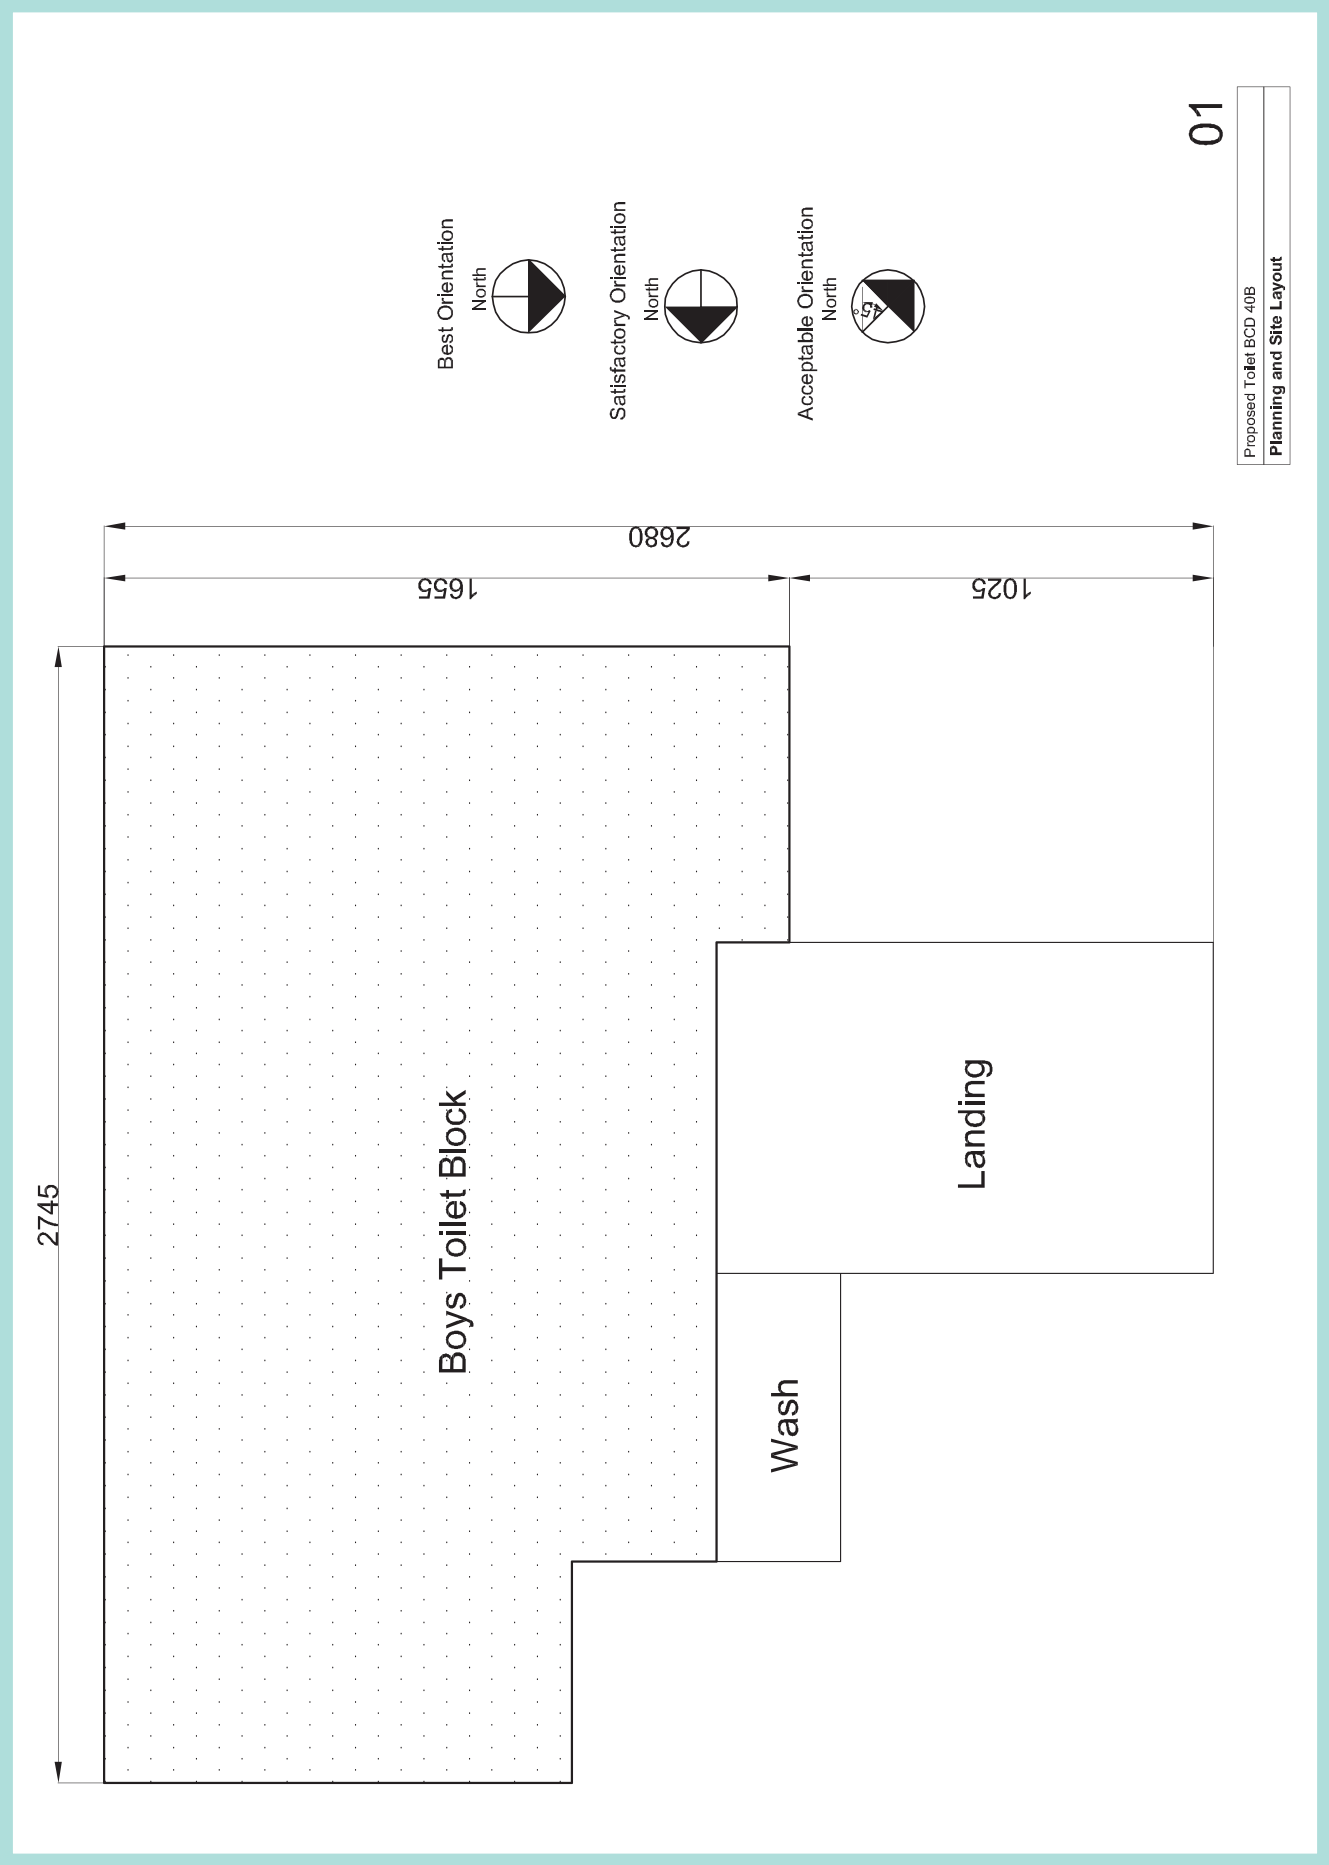 2745
Boys Toilet Block
Wash
Landing
1655
1025
2680
Best Orientation
North
Satisfactory Orientation
North
Acceptable Orientation
North
45°
01
Proposed Toilet BCD 40B
Planning and Site Layout